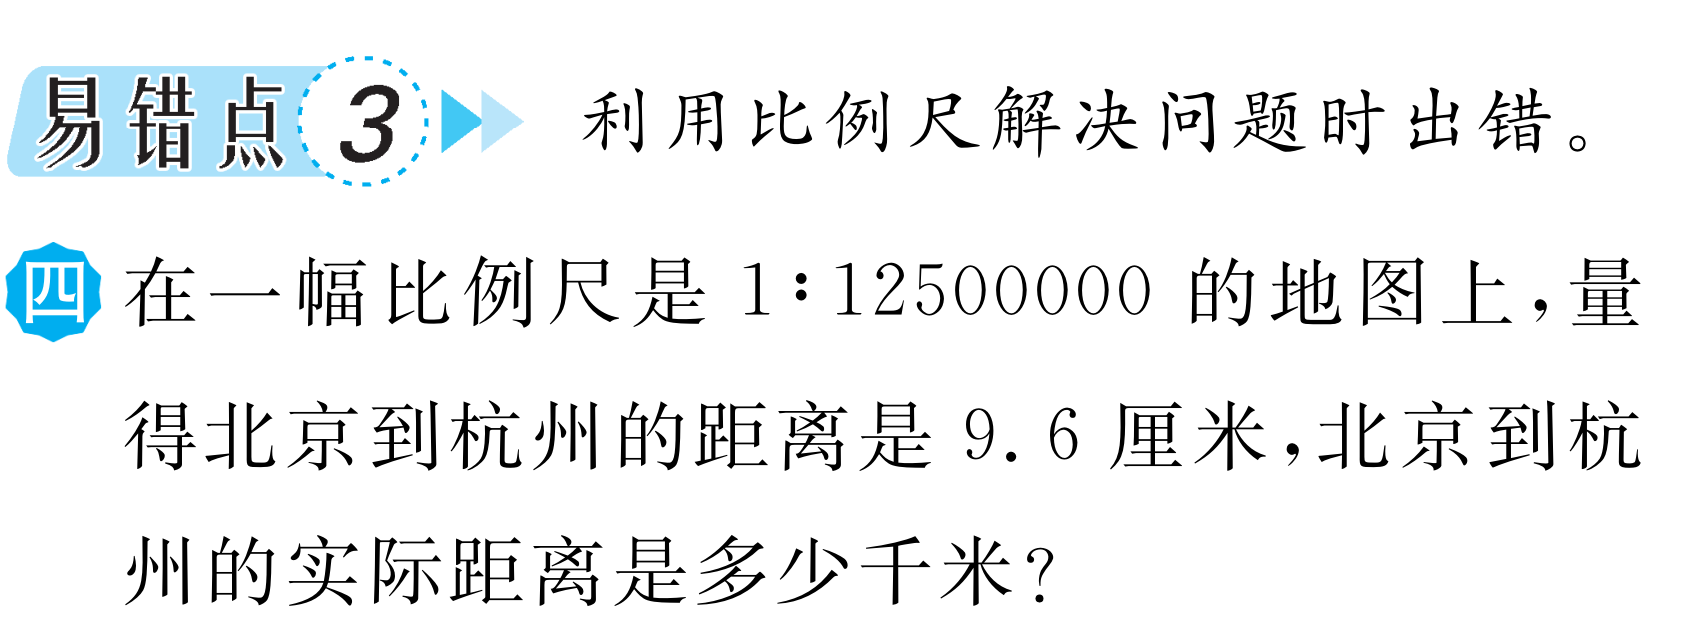 易错点3 利用比例尺解决问题时出错。
四 在一幅比例尺是 1∶12500000 的地图上,量
得北京到杭州的距离是 9.6 厘米,北京到杭
州的实际距离是多少千米?